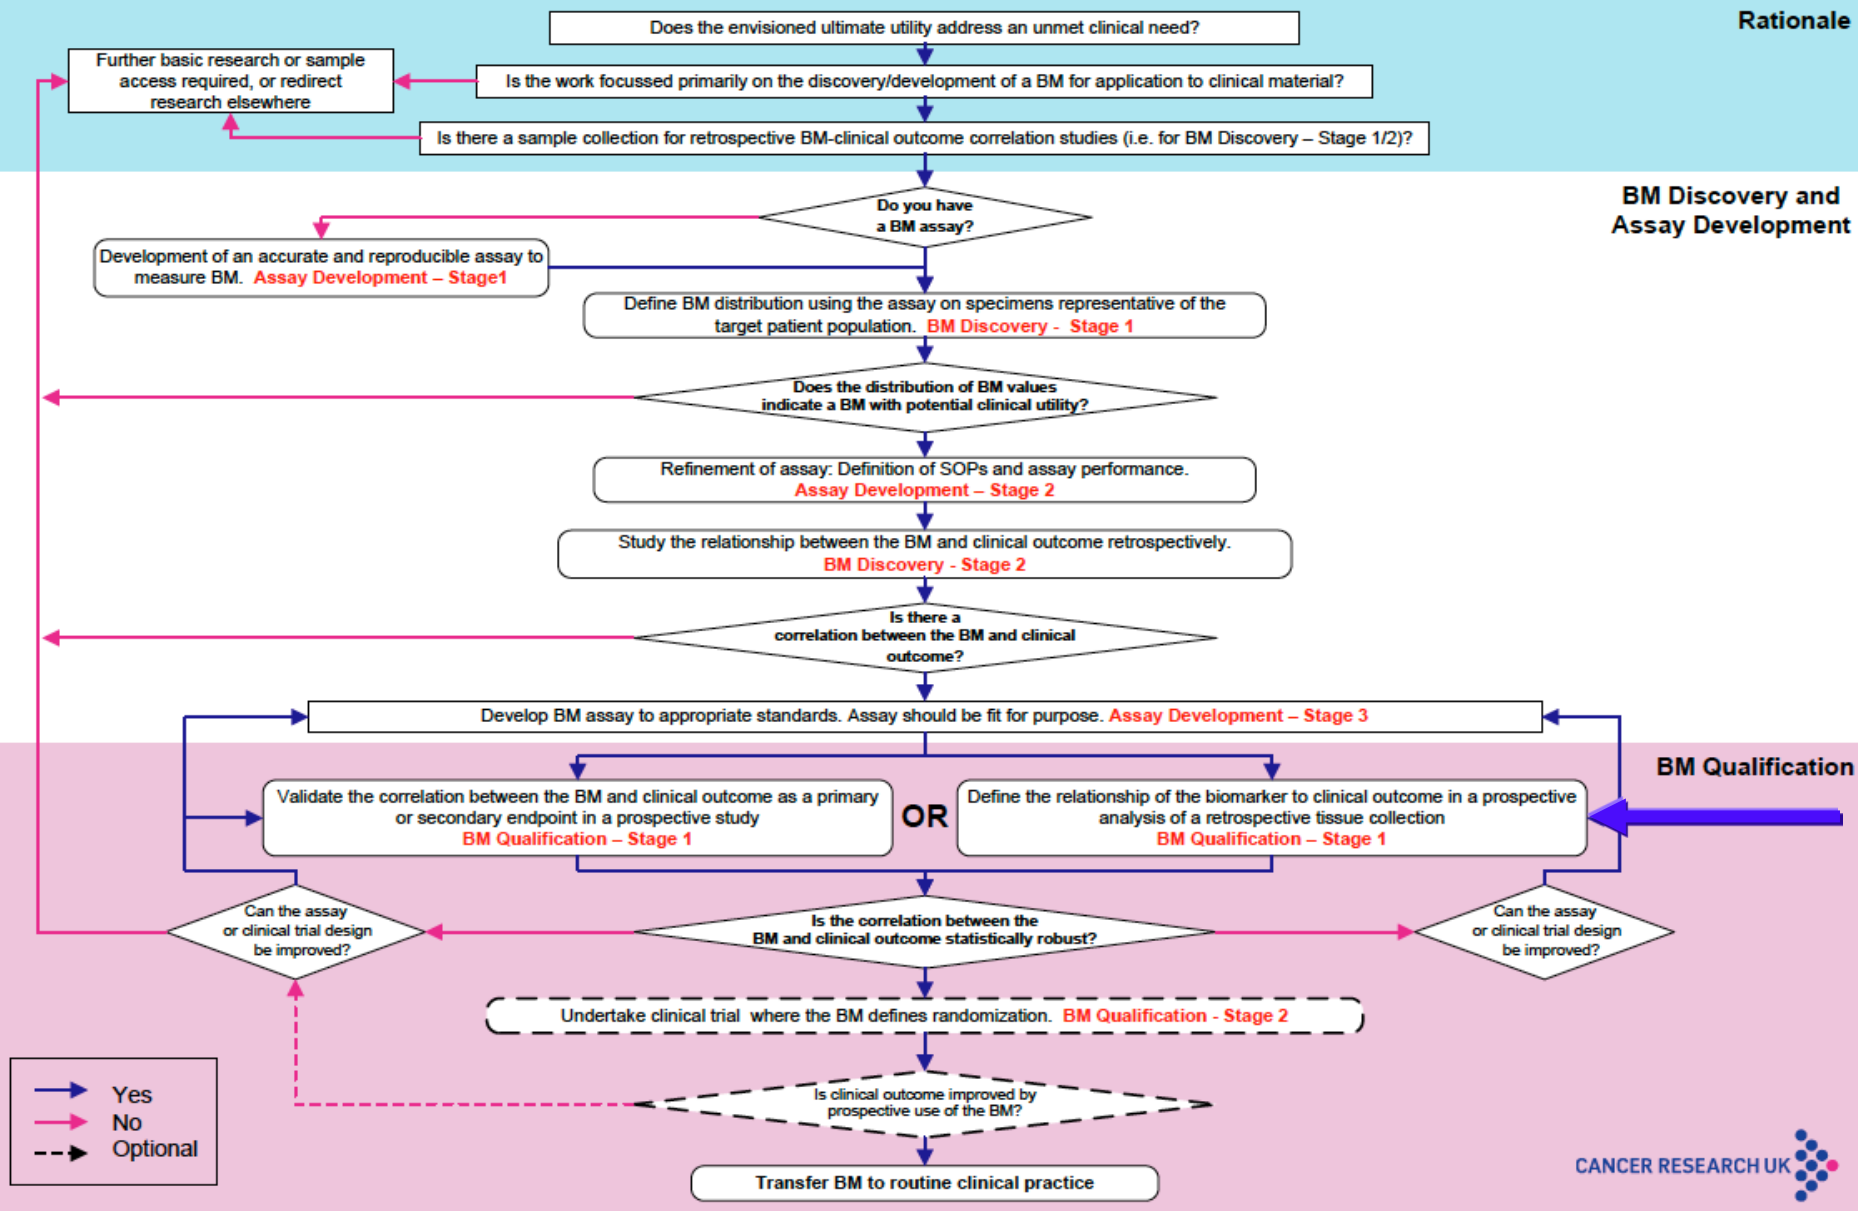 Rationale
Does the envisioned ultimate utility address an unmet clinical need?
Further basic research or sample
access required, or redirect
research elsewhere
Is the work focussed primarily on the discovery/development of a BM for application to clinical material?
Is there a sample collection for retrospective BM-clinical outcome correlation studies (i.e. for BM Discovery – Stage 1/2)?
BM Discovery and
Assay Development
Do you have
a BM assay?
Development of an accurate and reproducible assay to
measure BM. Assay Development – Stage1
Define BM distribution using the assay on specimens representative of the
target patient population. BM Discovery - Stage 1
Does the distribution of BM values
indicate a BM with potential clinical utility?
Refinement of assay: Definition of SOPs and assay performance.
Assay Development – Stage 2
Study the relationship between the BM and clinical outcome retrospectively.
BM Discovery - Stage 2
Is there a
correlation between the BM and clinical
outcome?
Develop BM assay to appropriate standards. Assay should be fit for purpose. Assay Development – Stage 3
BM Qualification
Validate the correlation between the BM and clinical outcome as a primary
or secondary endpoint in a prospective study
BM Qualification – Stage 1
OR
Define the relationship of the biomarker to clinical outcome in a prospective
analysis of a retrospective tissue collection
BM Qualification – Stage 1
Can the assay
or clinical trial design
be improved?
Is the correlation between the
BM and clinical outcome statistically robust?
Can the assay
or clinical trial design
be improved?
Undertake clinical trial where the BM defines randomization. BM Qualification - Stage 2
Is clinical outcome improved by
prospective use of the BM?
Transfer BM to routine clinical practice
Yes
No
Optional
CANCER RESEARCH UK